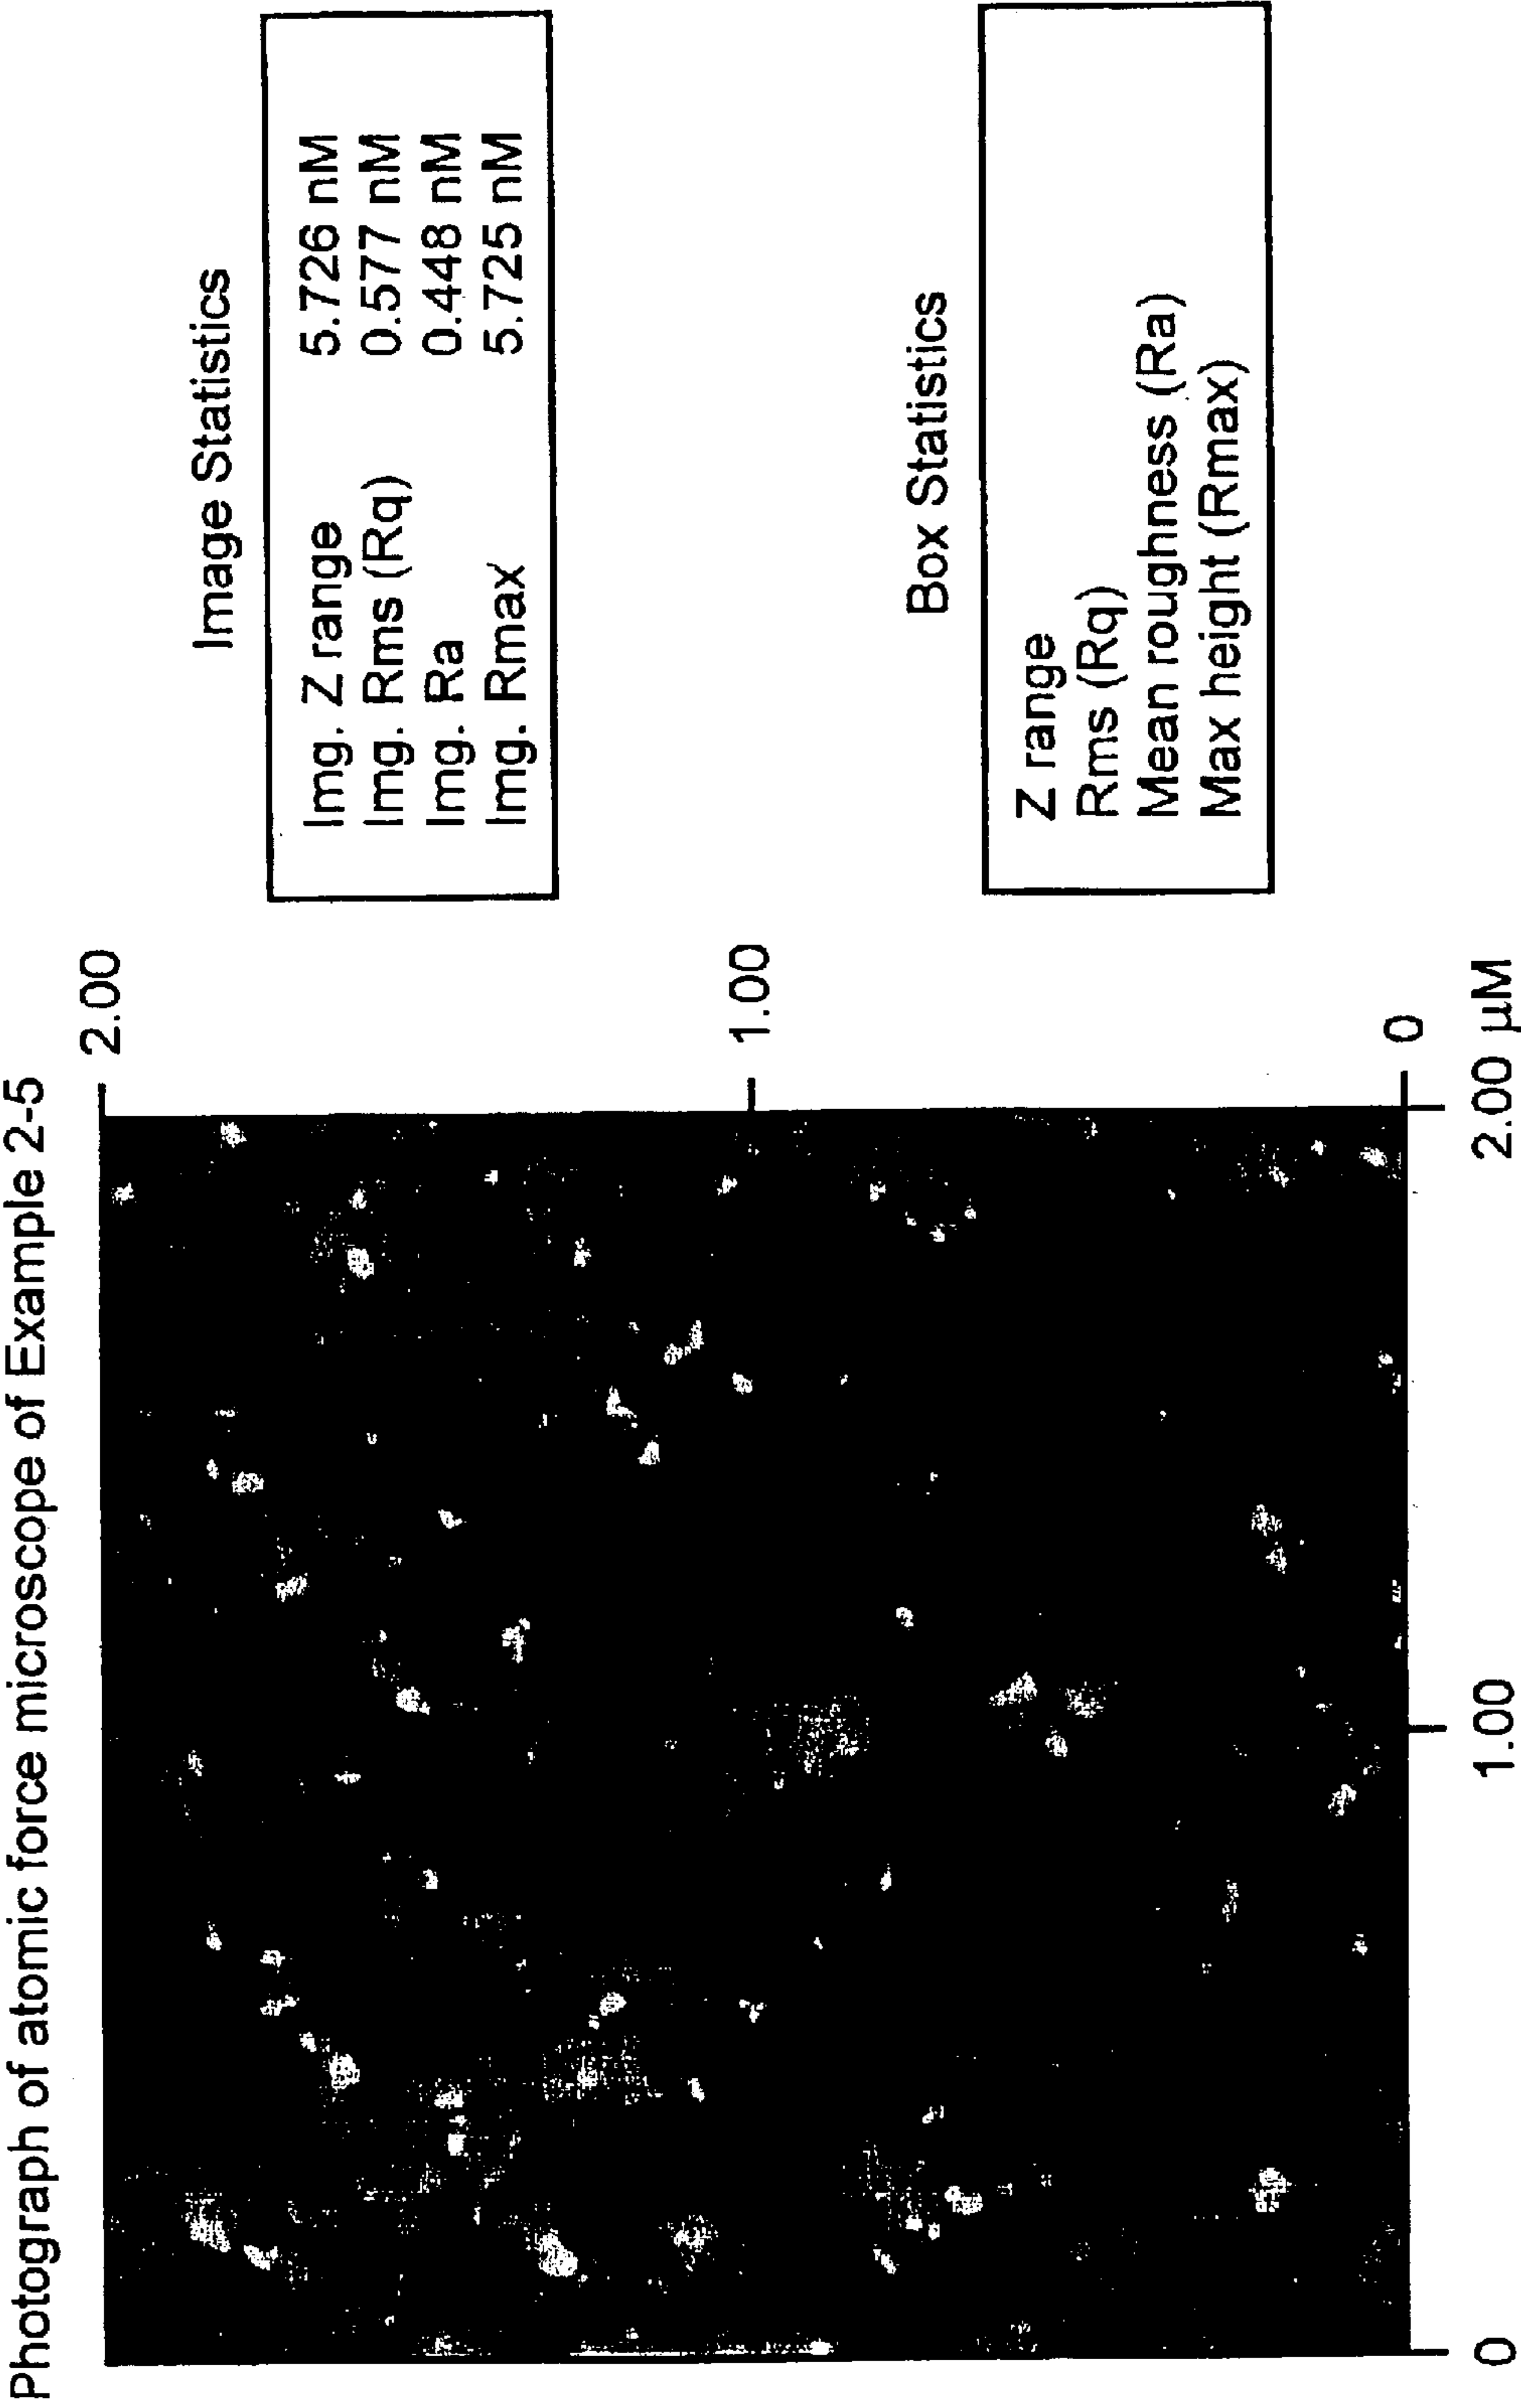 Photograph of atomic force microscope of Example 2-5
2.00
1.00
0
0
1.00
2.00 µM
Image Statistics
Img. Z range 5.726 nM
Img. Rms (Rq) 0.577 nM
Img. Ra 0.448 nM
Img. Rmax 5.725 nM
Box Statistics
Z range
Rms (Rq)
Mean roughness (Ra)
Max height (Rmax)